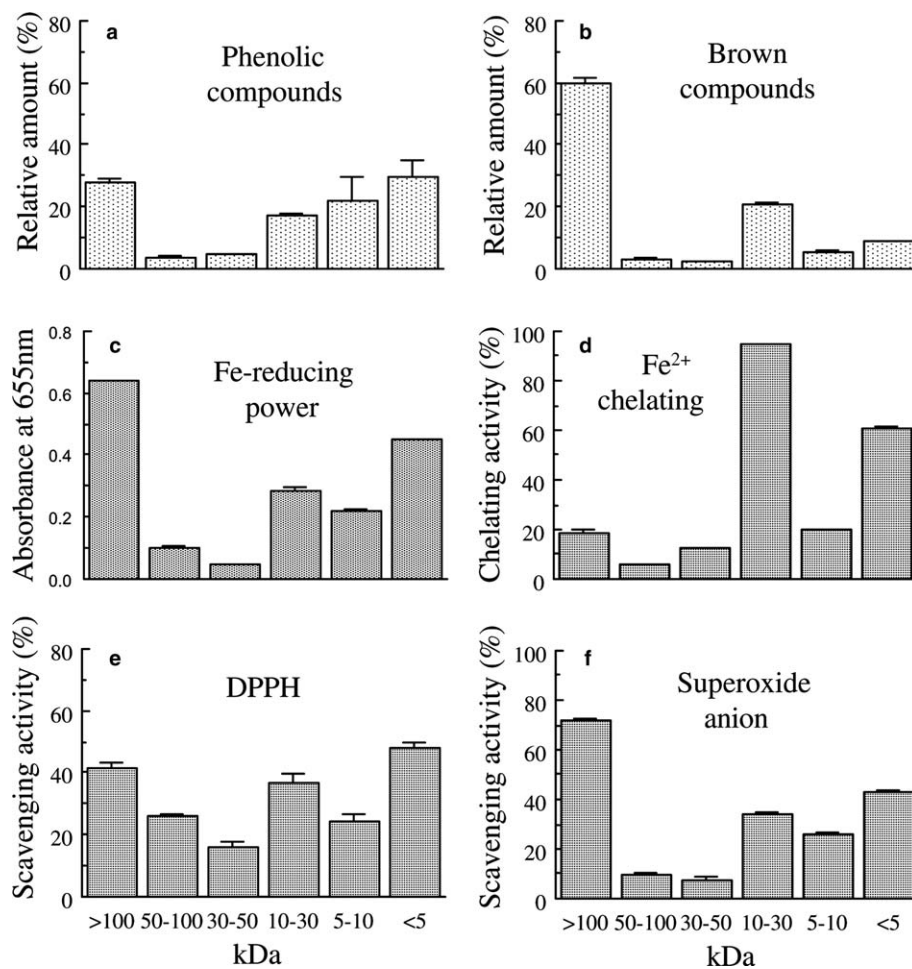 a
Phenolic
compounds
Relative amount (%)
80
60
40
20
0
b
Brown
compounds
Relative amount (%)
80
60
40
20
0
c
Fe-reducing
power
Absorbance at 655nm
0.8
0.6
0.4
0.2
0.0
d
Fe²⁺
chelating
Chelating activity (%)
100
80
60
40
20
0
e
DPPH
Scavenging activity (%)
80
60
40
20
0
>100 50-100 30-50 10-30 5-10 <5
kDa
f
Superoxide
anion
Scavenging activity (%)
100
80
60
40
20
0
>100 50-100 30-50 10-30 5-10 <5
kDa